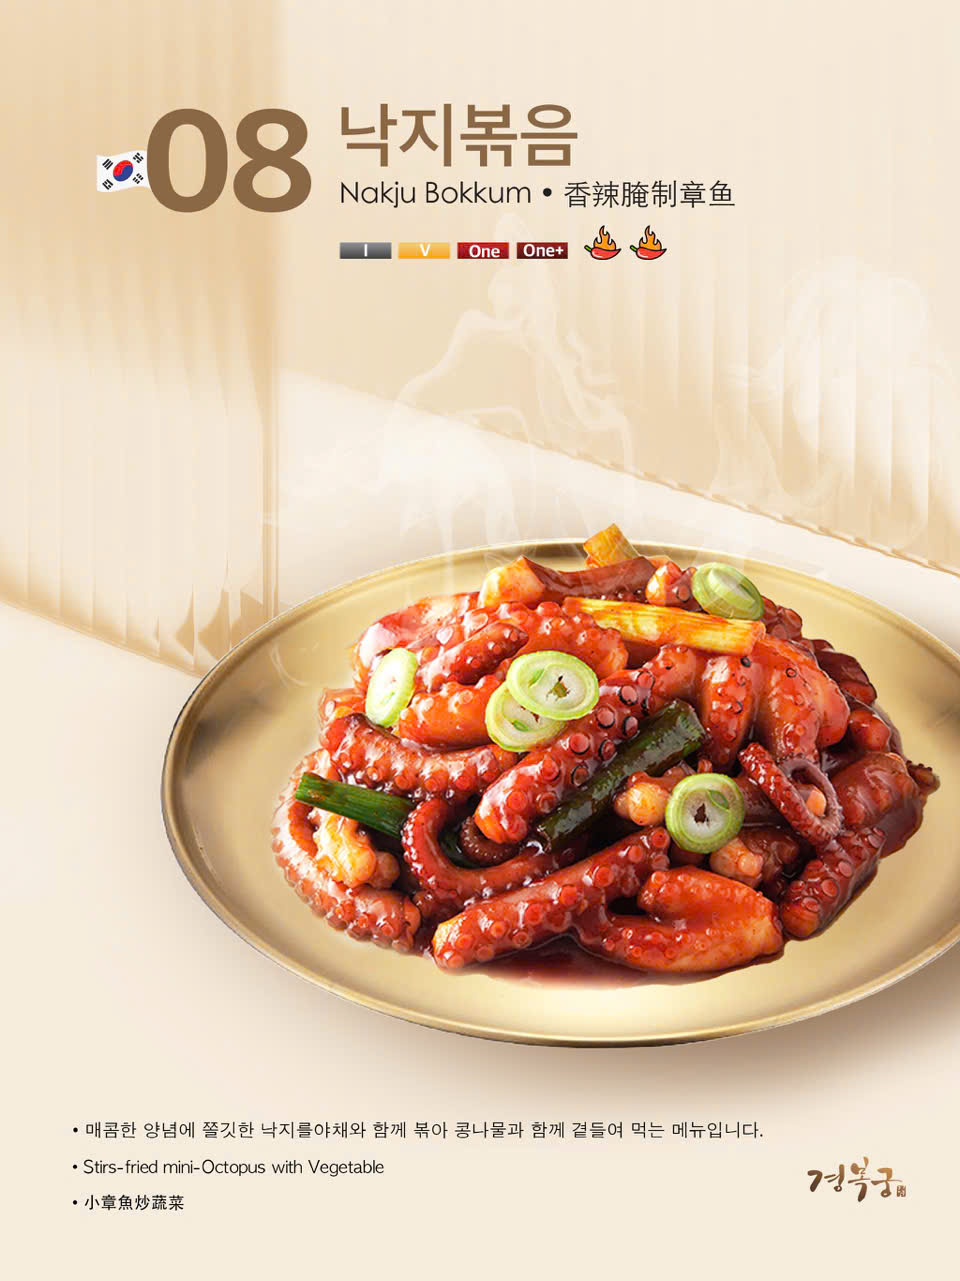 08
낙지볶음
Nakju Bokkum • 香辣腌制章鱼
I V One One+
• 매콤한 양념에 쫄깃한 낙지를야채와 함께 볶아 콩나물과 함께 곁들여 먹는 메뉴입니다.
• Stirs-fried mini-Octopus with Vegetable
• 小章魚炒蔬菜
경복궁